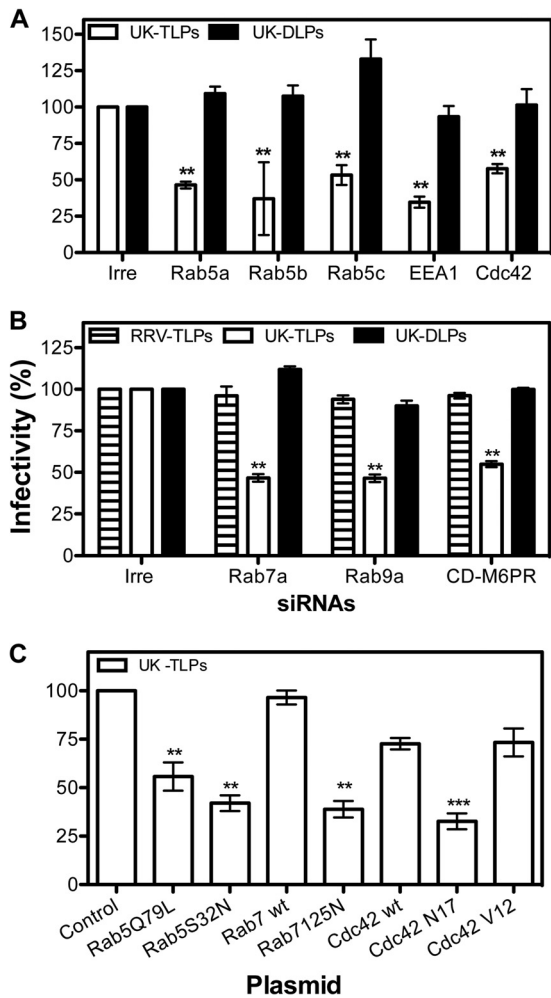 A
UK-TLPs UK-DLPs
150
125
100
75
50
25
0
** ** ** ** **
Irre Rab5a Rab5b Rab5c EEA1 Cdc42
B
RRV-TLPs UK-TLPs UK-DLPs
Infectivity (%)
125
100
75
50
25
0
** ** **
Irre Rab7a Rab9a CD-M6PR
siRNAs
C
UK -TLPs
100
75
50
25
0
** ** ** ***
Control Rab5Q79L Rab5S32N Rab7 wt Rab7125N Cdc42 wt Cdc42 N17 Cdc42 V12
Plasmid